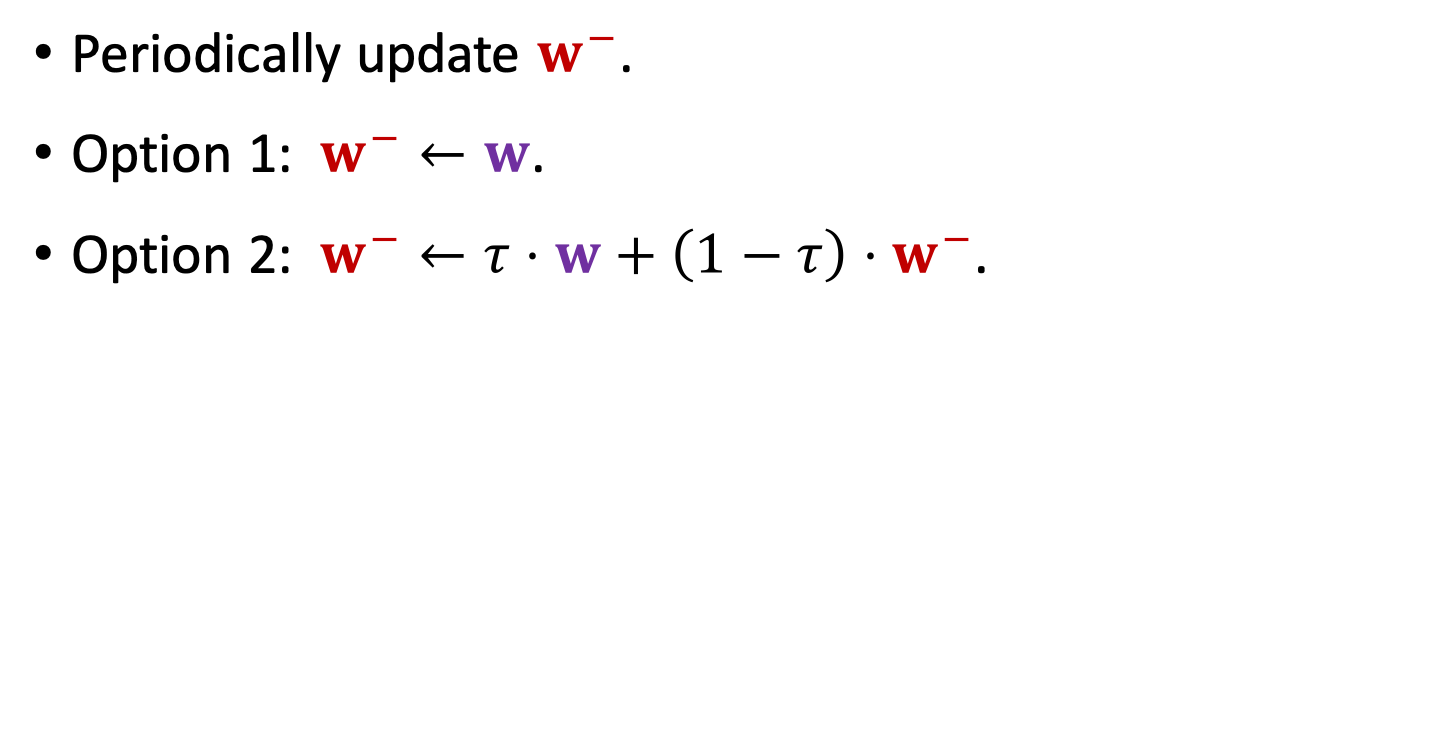 • Periodically update 𝐰⁻.
• Option 1: 𝐰⁻ ← 𝐰.
• Option 2: 𝐰⁻ ← τ · 𝐰 + (1 − τ) · 𝐰⁻.